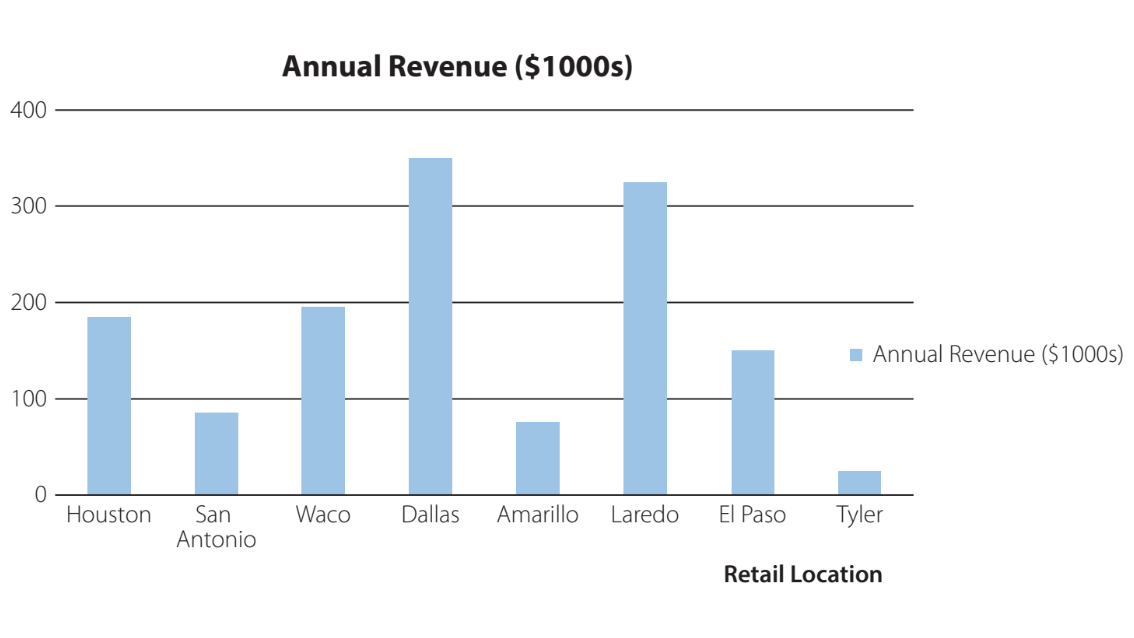 Annual Revenue ($1000s)
400
300
200
100
0
Annual Revenue ($1000s)
Houston
San
Antonio
Waco
Dallas
Amarillo
Laredo
El Paso
Tyler
Retail Location